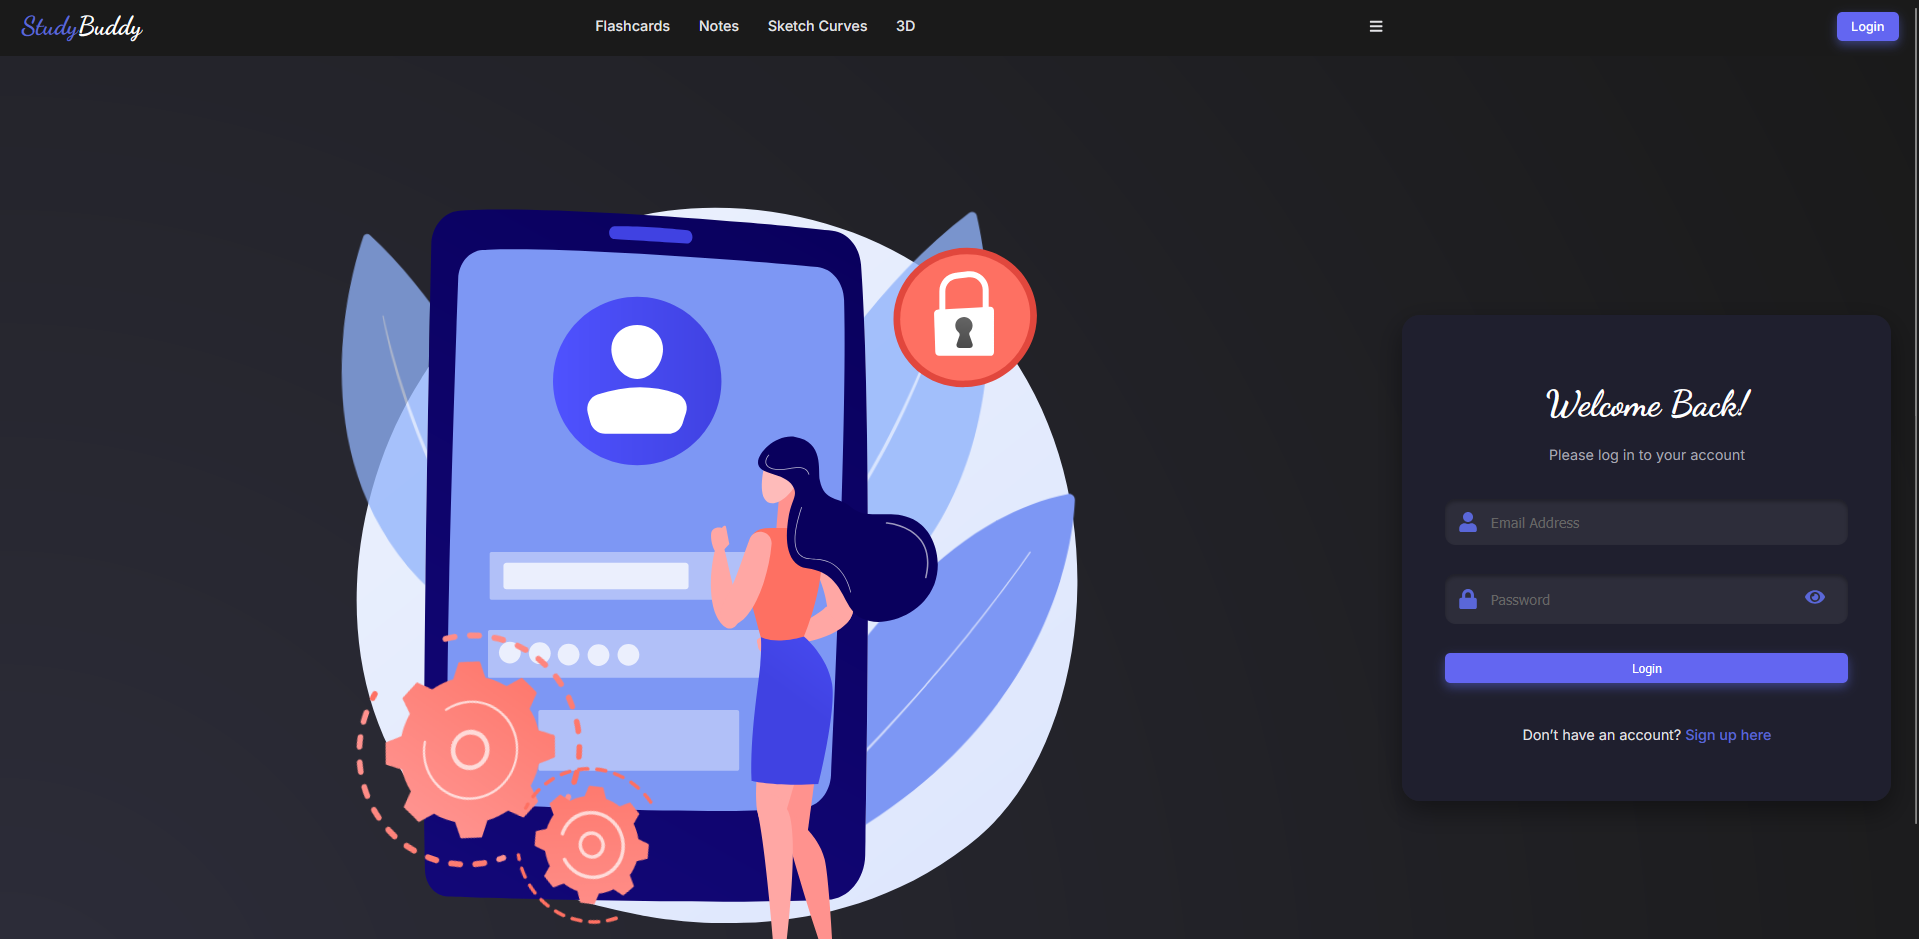 StudyBuddy
Flashcards Notes Sketch Curves 3D
Login
Welcome Back!
Please log in to your account
Email Address
Password
Login
Don't have an account? Sign up here